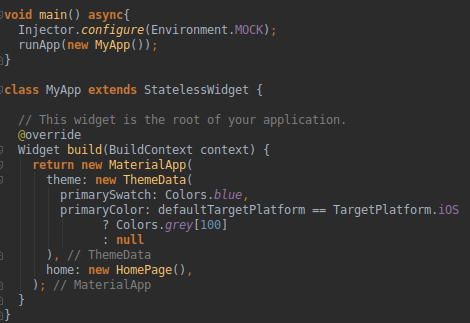 void main() async{
  Injector.configure(Environment.MOCK);
  runApp(new MyApp());
}

class MyApp extends StatelessWidget {

  // This widget is the root of your application.
  @override
  Widget build(BuildContext context) {
    return new MaterialApp(
      theme: new ThemeData(
        primarySwatch: Colors.blue,
        primaryColor: defaultTargetPlatform == TargetPlatform.iOS
              ? Colors.grey[100]
              : null
      ), // ThemeData
      home: new HomePage(),
    ); // MaterialApp
  }
}